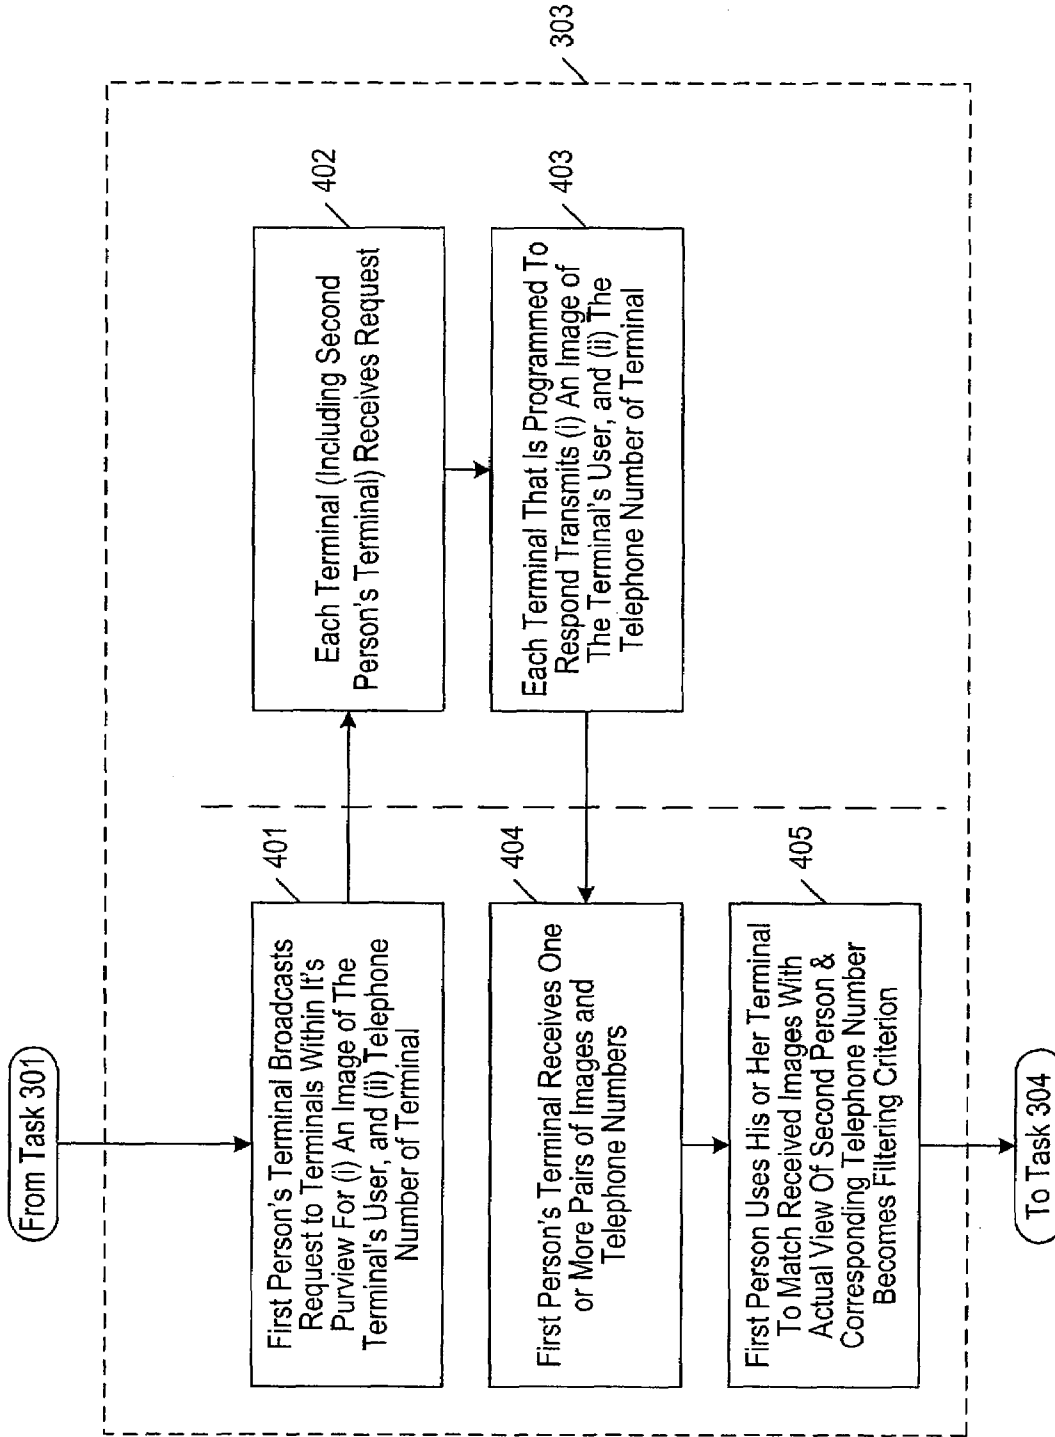 From Task 301
401
First Person's Terminal Broadcasts
Request to Terminals Within It's
Purview For (i) An Image of The
Terminal's User, and (ii) Telephone
Number of Terminal
402
Each Terminal (Including Second
Person's Terminal) Receives Request
403
Each Terminal That Is Programmed To
Respond Transmits (i) An Image of
The Terminal's User, and (ii) The
Telephone Number of Terminal
404
First Person's Terminal Receives One
or More Pairs of Images and
Telephone Numbers
405
First Person Uses His or Her Terminal
To Match Received Images With
Actual View Of Second Person &
Corresponding Telephone Number
Becomes Filtering Criterion
303
To Task 304